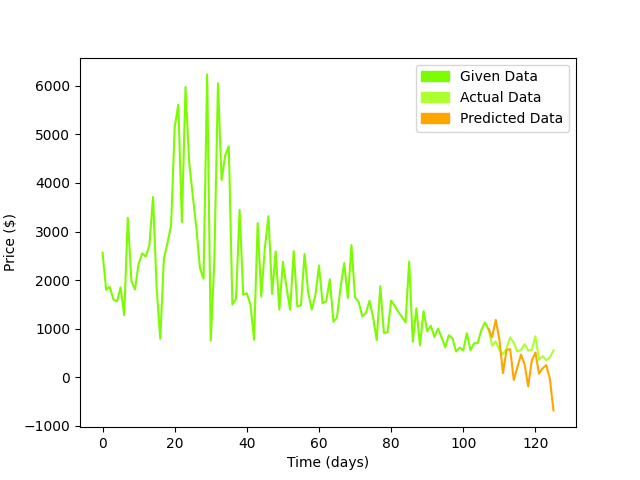 Given Data
Actual Data
Predicted Data
6000
5000
4000
3000
2000
1000
0
−1000
Price ($)
0 20 40 60 80 100 120
Time (days)